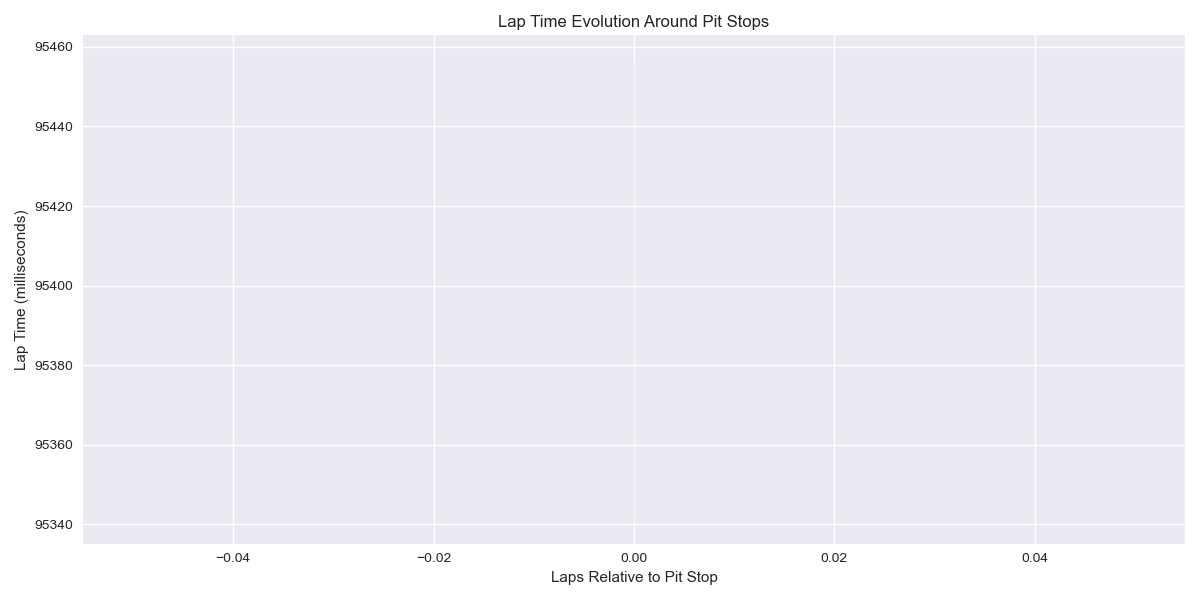 Lap Time Evolution Around Pit Stops
95460
95440
95420
95400
95380
95360
95340
Lap Time (milliseconds)
−0.04 −0.02 0.00 0.02 0.04
Laps Relative to Pit Stop